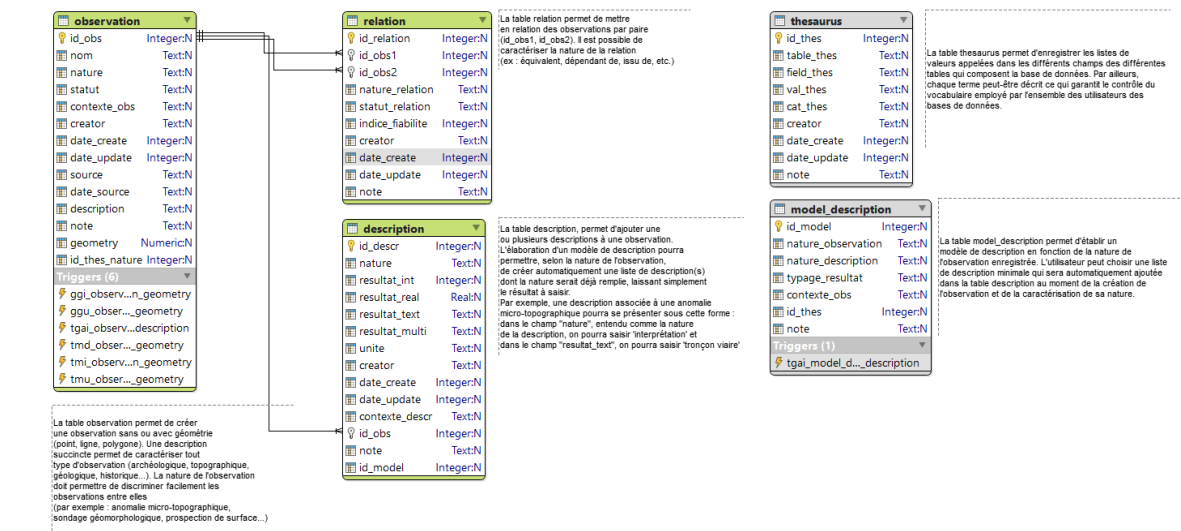 observation
id_obs Integer:N
nom Text:N
nature Text:N
statut Text:N
contexte_obs Text:N
creator Text:N
date_create Integer:N
date_update Integer:N
source Text:N
date_source Text:N
description Text:N
note Text:N
geometry Numeric:N
id_thes_nature Integer:N
Triggers (6)
ggi_observ...n_geometry
ggu_obser..._geometry
tgai_observ...description
tmd_obser..._geometry
tmi_observ...n_geometry
tmu_obser..._geometry
La table observation permet de créer
une observation sans ou avec géométrie
(point, ligne, polygone). Une description
succincte permet de caractériser tout
type d'observation (archéologique, topographique,
géologique, historique...). La nature de l'observation
doit permettre de discriminer facilement les
observations entre elles
(par exemple : anomalie micro-topographique,
sondage géomorphologique, prospection de surface...)
relation
id_relation Integer:N
id_obs1 Integer:N
id_obs2 Integer:N
nature_relation Text:N
statut_relation Text:N
indice_fiabilite Integer:N
creator Text:N
date_create Integer:N
date_update Integer:N
note Text:N
La table relation permet de mettre
en relation des observations par paire
(id_obs1, id_obs2). Il est possible de
caractériser la nature de la relation
(ex : équivalent, dépendant de, issu de, etc.)
description
id_descr Integer:N
nature Text:N
resultat_int Integer:N
resultat_real Real:N
resultat_text Text:N
resultat_multi Text:N
unite Text:N
creator Text:N
date_create Integer:N
date_update Integer:N
contexte_descr Text:N
id_obs Integer:N
note Text:N
id_model Integer:N
La table description, permet d'ajouter une
ou plusieurs descriptions à une observation.
L'élaboration d'un modèle de description pourra
permettre, selon la nature de l'observation,
de créer automatiquement une liste de description(s)
dont la nature serait déjà remplie, laissant simplement
le résultat à saisir.
Par exemple, une description associée à une anomalie
micro-topographique pourra se présenter sous cette forme :
dans le champ "nature", entendu comme la nature
de la description, on pourra saisir 'interprétation' et
dans le champ "resultat_text", on pourra saisir 'tronçon viaire'
thesaurus
id_thes Integer:N
table_thes Text:N
field_thes Text:N
val_thes Text:N
cat_thes Text:N
creator Text:N
date_create Integer:N
date_update Integer:N
note Text:N
La table thesaurus permet d'enregistrer les listes de
valeurs appelées dans les différents champs des différentes
tables qui composent la base de données. Par ailleurs,
chaque terme peut-être décrit ce qui garantit le contrôle du
vocabulaire employé par l'ensemble des utilisateurs des
bases de données.
model_description
id_model Integer:N
nature_observation Text:N
nature_description Text:N
typage_resultat Text:N
contexte_obs Text:N
id_thes Integer:N
note Text:N
Triggers (1)
tgai_model_d..._description
La table model_description permet d'établir un
modèle de description en fonction de la nature de
l'observation enregistrée. L'utilisateur peut choisir une liste
de description minimale qui sera automatiquement ajoutée
dans la table description au moment de la création de
l'observation et de la caractérisation de sa nature.